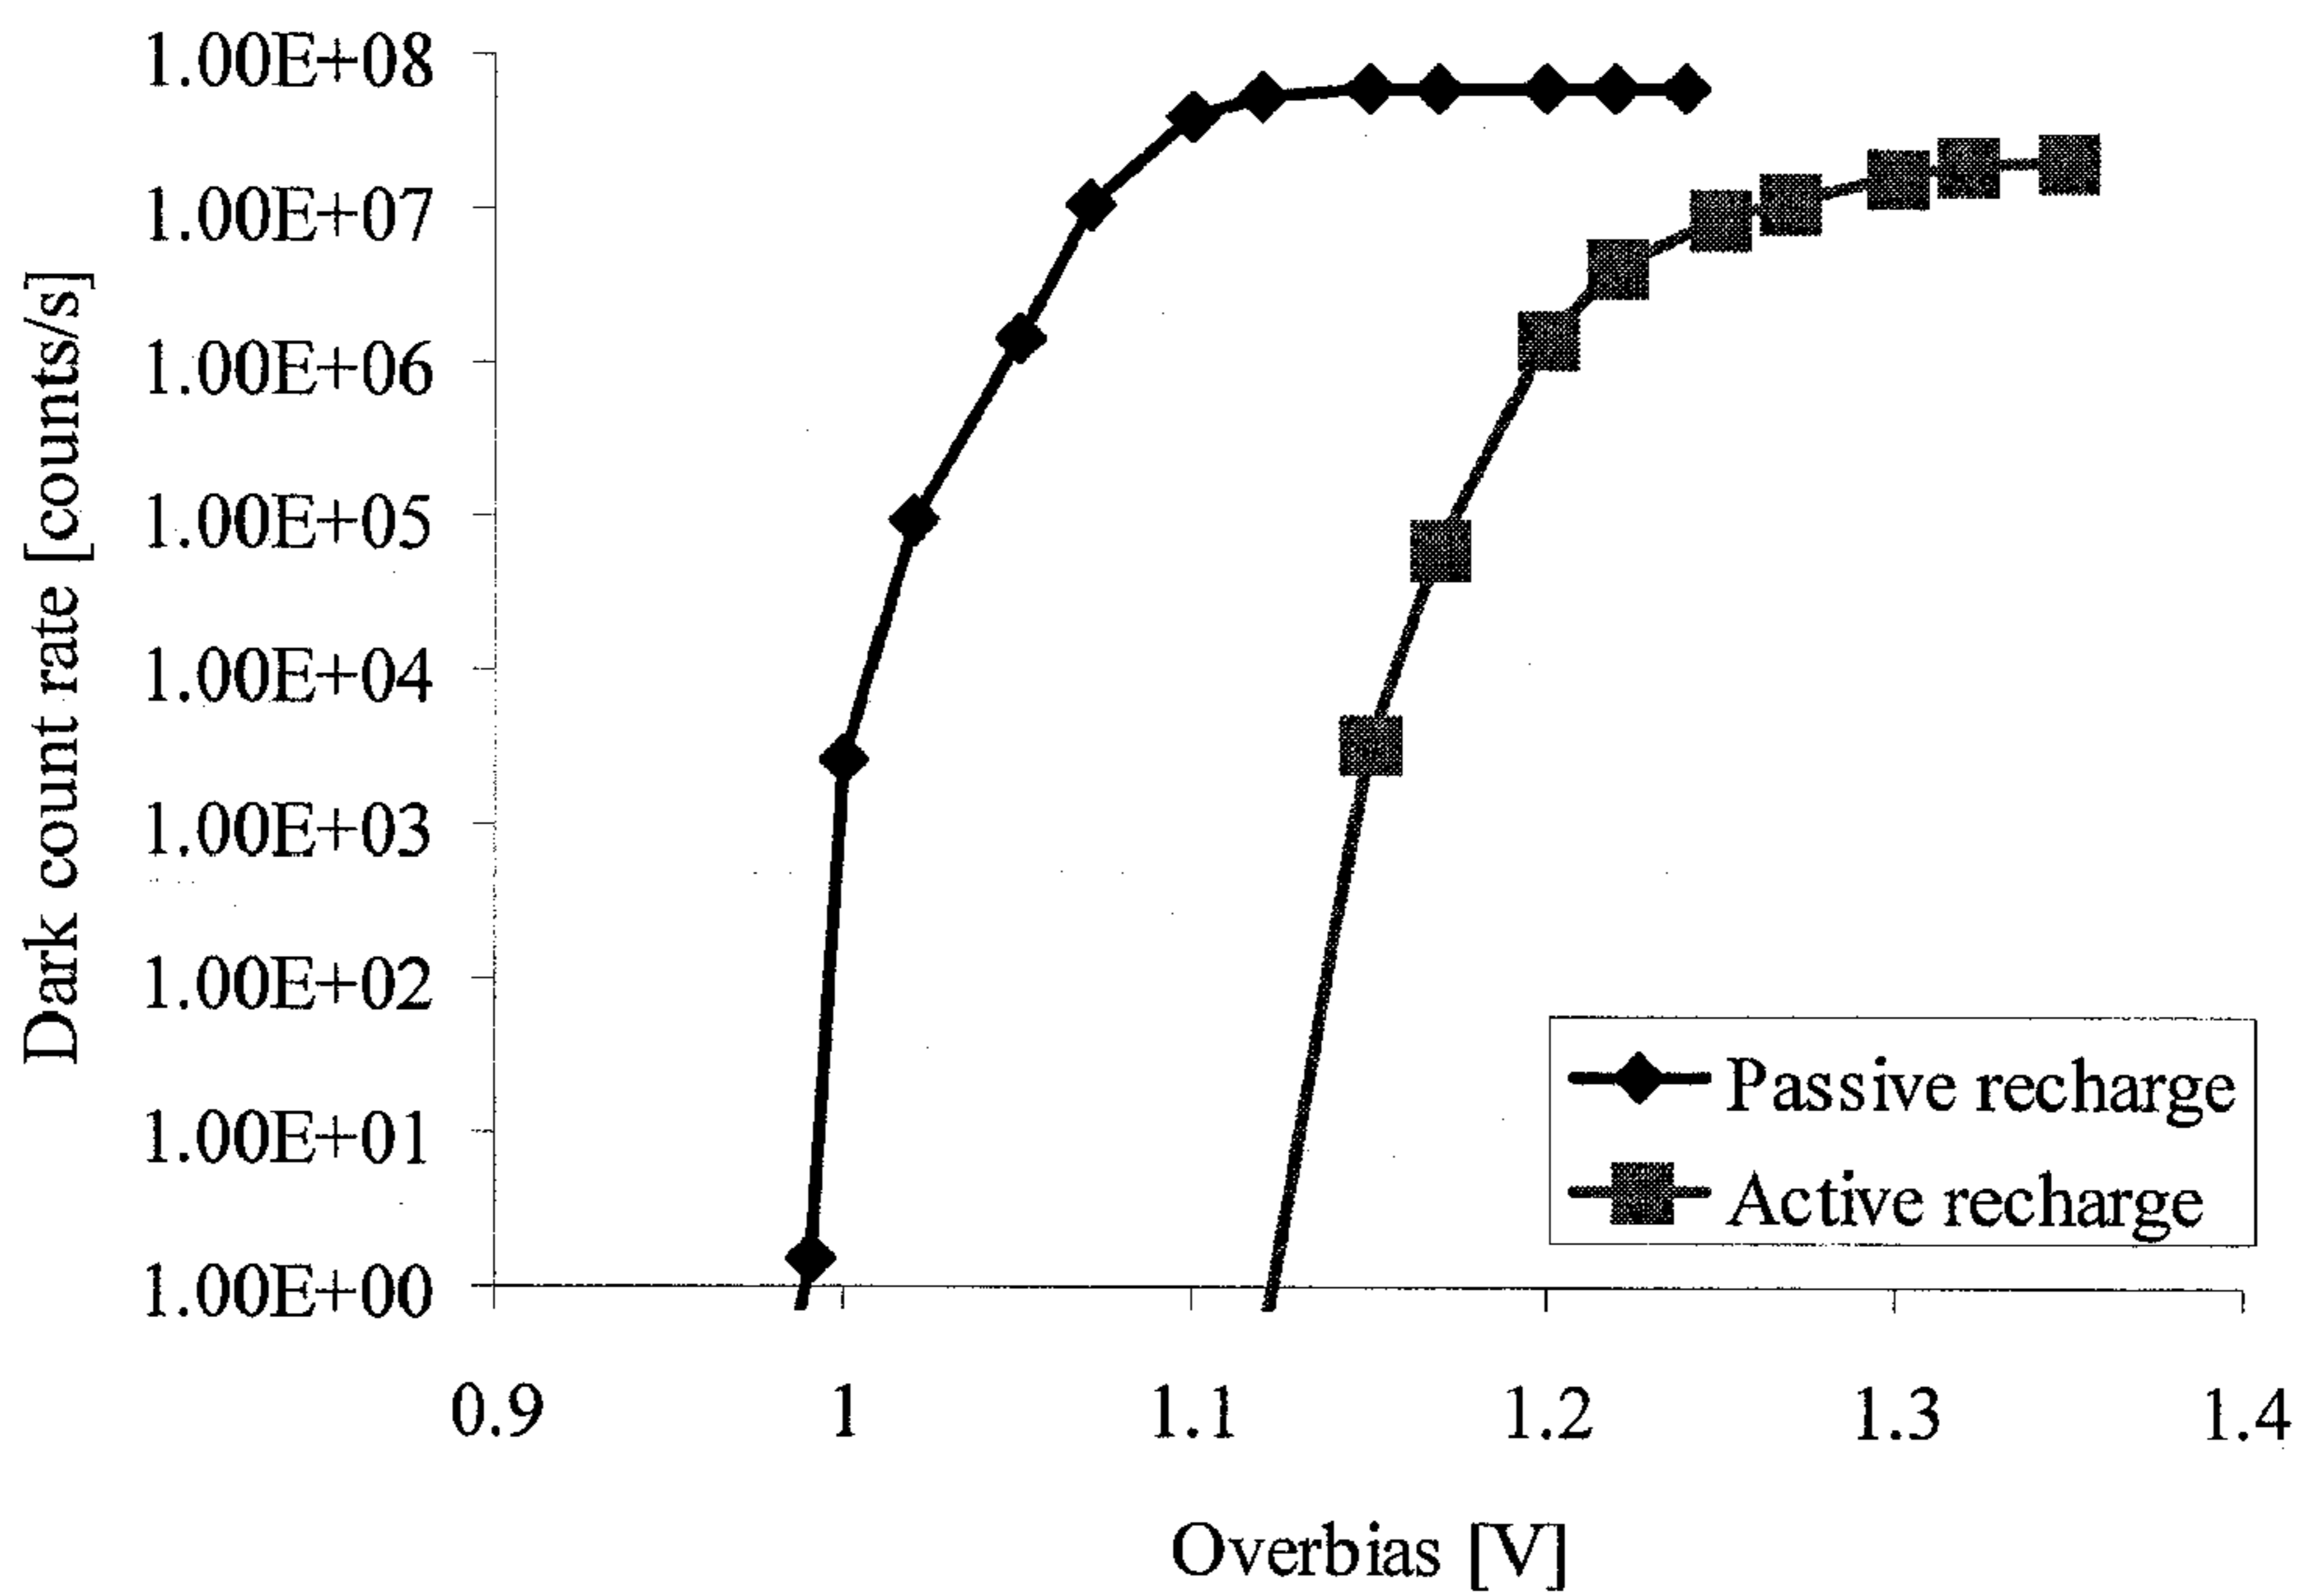 1.00E+08
1.00E+07
1.00E+06
1.00E+05
1.00E+04
1.00E+03
1.00E+02
1.00E+01
1.00E+00
Dark count rate [counts/s]
Passive recharge
Active recharge
0.9 1 1.1 1.2 1.3 1.4
Overbias [V]